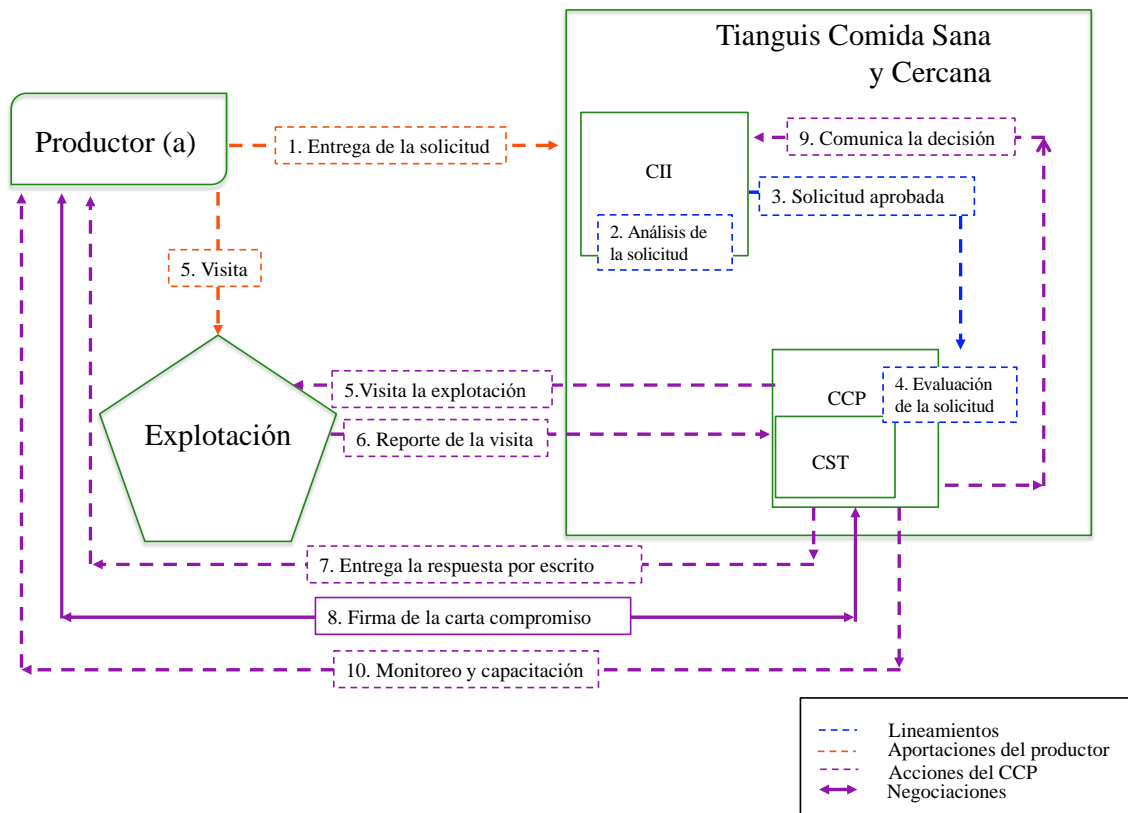 Tianguis Comida Sana
y Cercana
Productor (a)
1. Entrega de la solicitud
9. Comunica la decisión
CII
3. Solicitud aprobada
2. Análisis de
la solicitud
5. Visita
5.Visita la explotación
CCP
4. Evaluación
de la solicitud
Explotación
6. Reporte de la visita
CST
7. Entrega la respuesta por escrito
8. Firma de la carta compromiso
10. Monitoreo y capacitación
Lineamientos
Aportaciones del productor
Acciones del CCP
Negociaciones